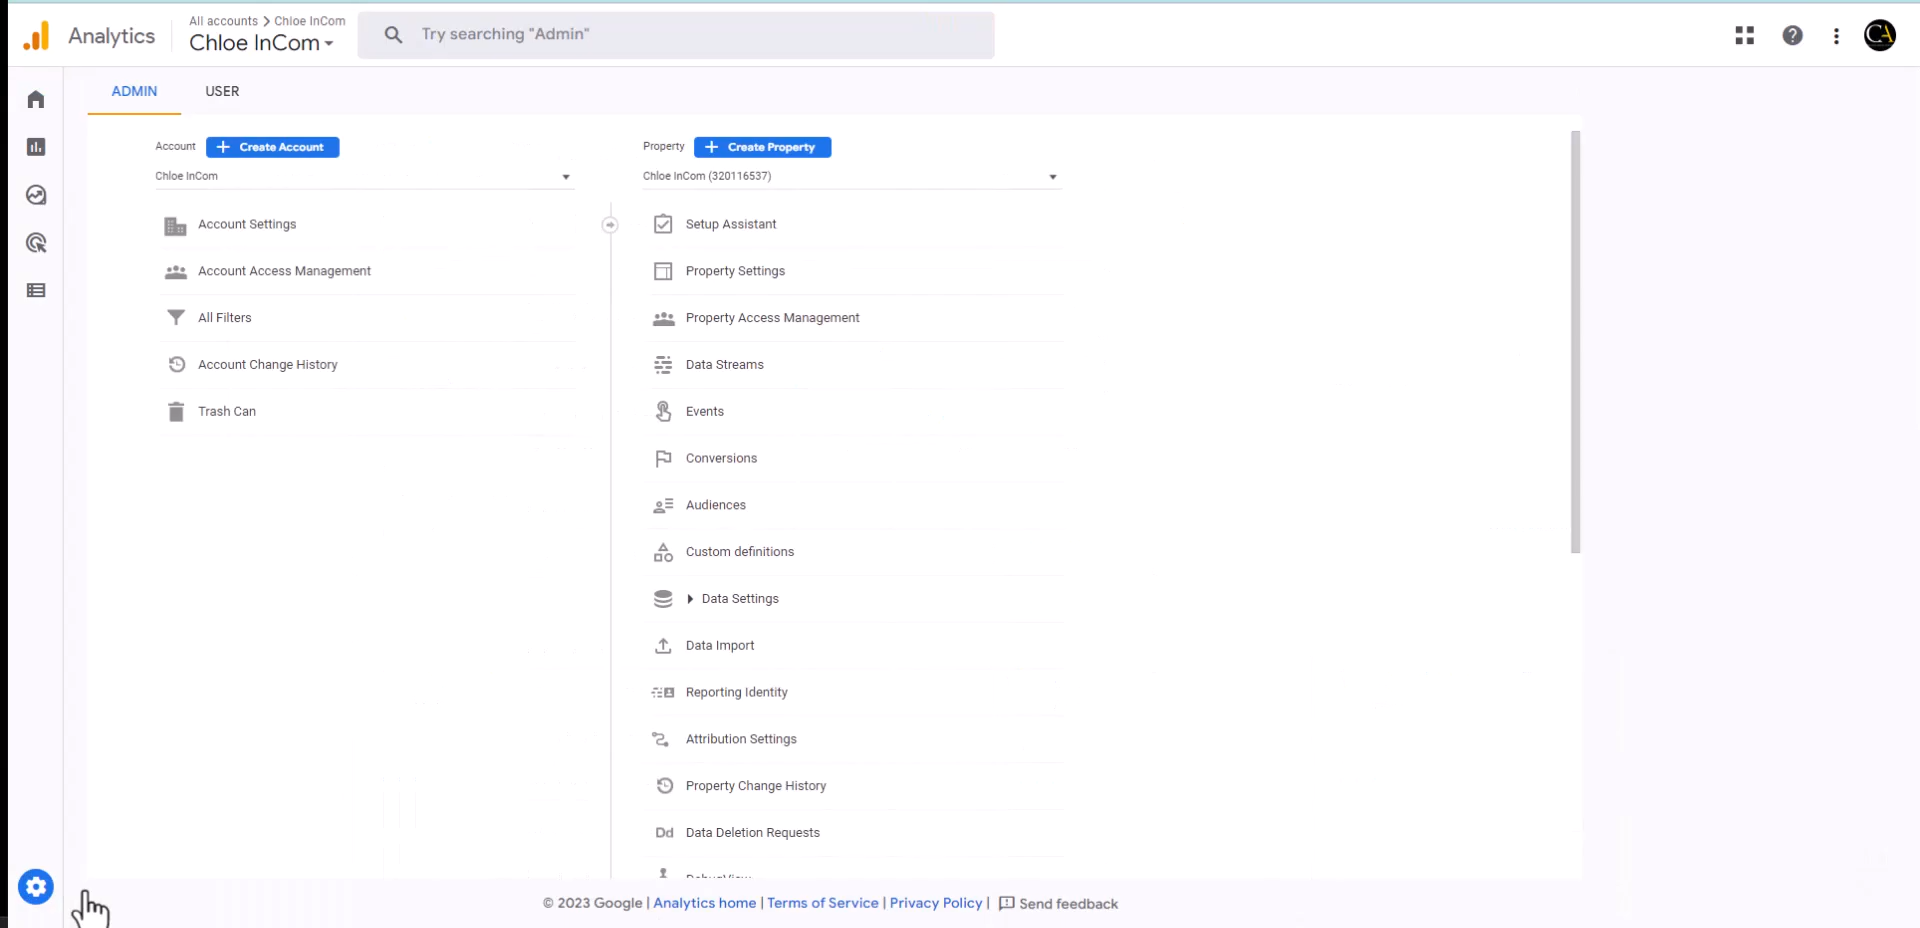 Analytics
All accounts > Chloe InCom
Chloe InCom
Try searching "Admin"
CA
ADMIN
USER
Account
+ Create Account
Chloe InCom
Account Settings
Account Access Management
All Filters
Account Change History
Trash Can
Property
+ Create Property
Chloe InCom (320116537)
Setup Assistant
Property Settings
Property Access Management
Data Streams
Events
Conversions
Audiences
Custom definitions
Data Settings
Data Import
Reporting Identity
Attribution Settings
Property Change History
Dd Data Deletion Requests
DebugView
© 2023 Google | Analytics home | Terms of Service | Privacy Policy | Send feedback